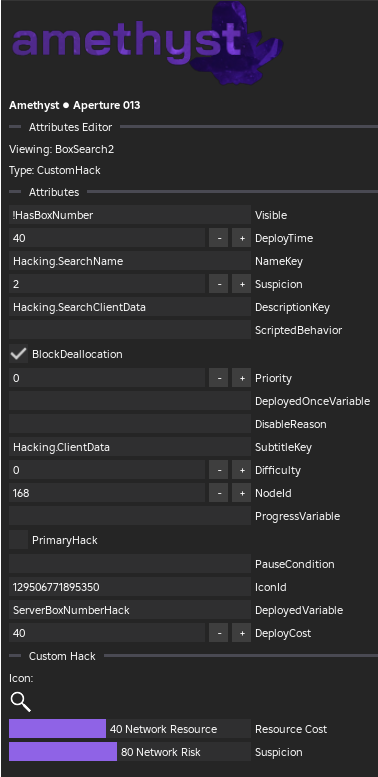 amethyst
Amethyst ● Aperture 013
Attributes Editor
Viewing: BoxSearch2
Type: CustomHack
Attributes
!HasBoxNumber Visible
40 - + DeployTime
Hacking.SearchName NameKey
2 - + Suspicion
Hacking.SearchClientData DescriptionKey
ScriptedBehavior
BlockDeallocation
0 - + Priority
DeployedOnceVariable
DisableReason
Hacking.ClientData SubtitleKey
0 - + Difficulty
168 - + NodeId
ProgressVariable
PrimaryHack
PauseCondition
129506771895350 IconId
ServerBoxNumberHack DeployedVariable
40 - + DeployCost
Custom Hack
Icon:
40 Network Resource Resource Cost
80 Network Risk Suspicion